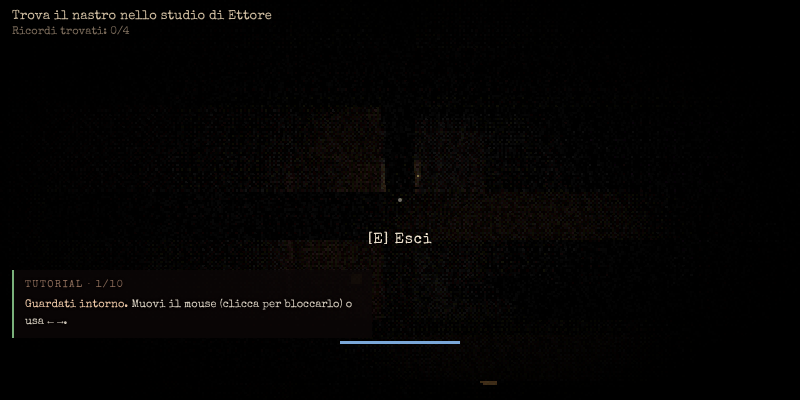 Trova il nastro nello studio di Ettore
Ricordi trovati: 0/4
[E] Esci
TUTORIAL · 1/10
Guardati intorno. Muovi il mouse (clicca per bloccarlo) o
usa ←→.